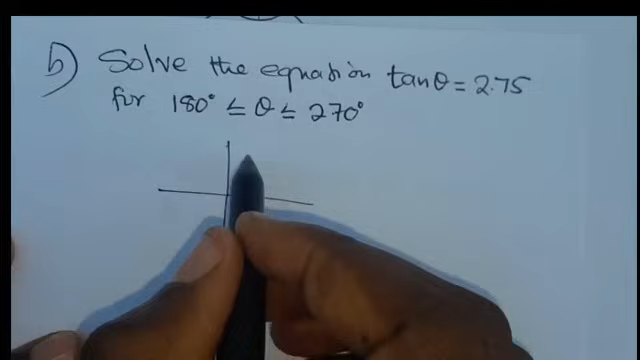 b) Solve the equation tanθ = 2.75
for 180° ≤ θ ≤ 270°